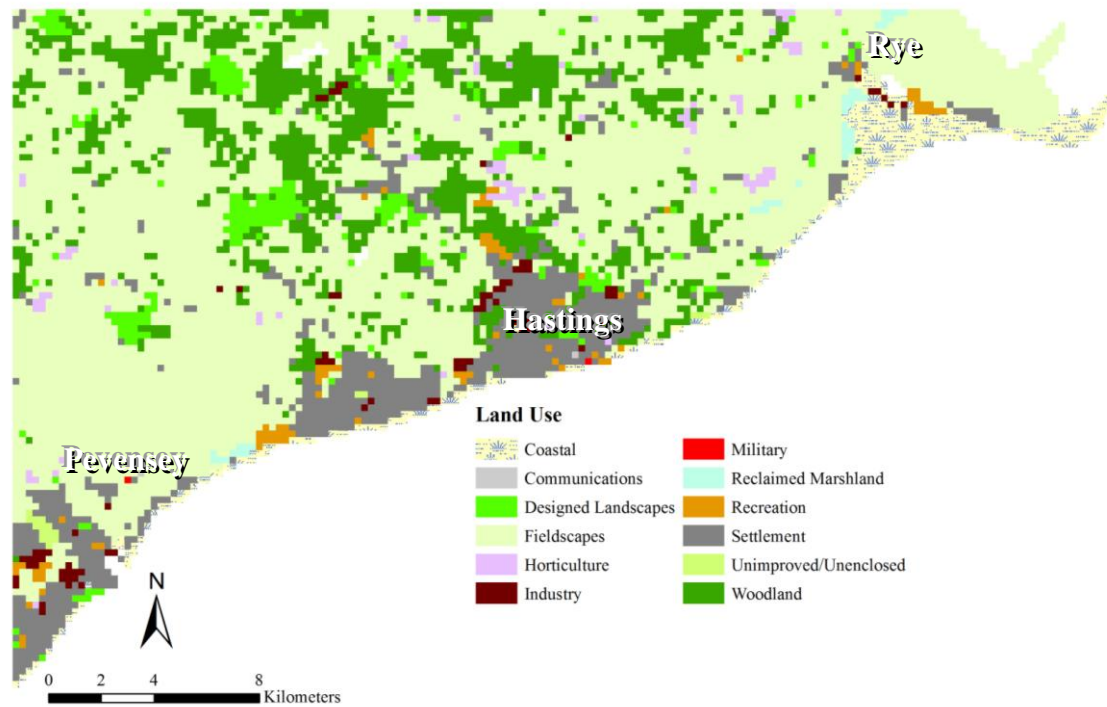 Rye
Hastings
Pevensey
Land Use
Coastal
Communications
Designed Landscapes
Fieldscapes
Horticulture
Industry
Military
Reclaimed Marshland
Recreation
Settlement
Unimproved/Unenclosed
Woodland
N
0 2 4 8
Kilometers